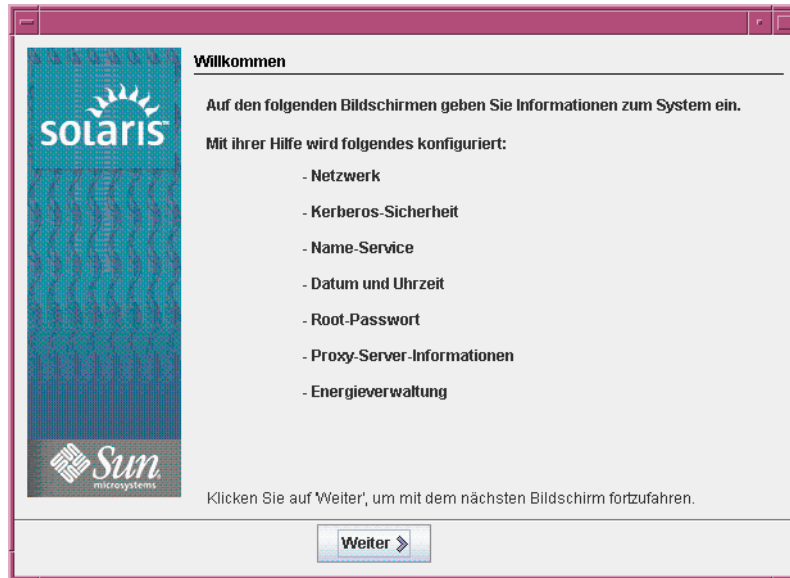 Willkommen
solaris
Auf den folgenden Bildschirmen geben Sie Informationen zum System ein.
Mit ihrer Hilfe wird folgendes konfiguriert:
- Netzwerk
- Kerberos-Sicherheit
- Name-Service
- Datum und Uhrzeit
- Root-Passwort
- Proxy-Server-Informationen
- Energieverwaltung
Sun
microsystems
Klicken Sie auf 'Weiter', um mit dem nächsten Bildschirm fortzufahren.
Weiter